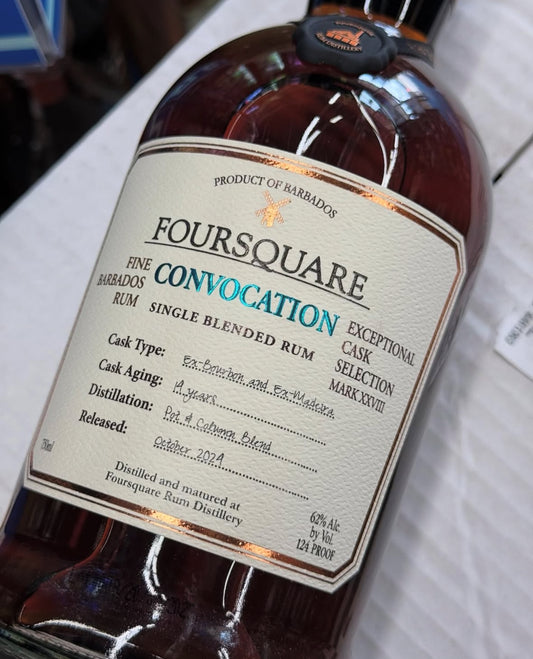 PRODUCT OF BARBADOS
FOURSQUARE
FINE
BARBADOS
RUM
CONVOCATION
SINGLE BLENDED RUM
EXCEPTIONAL
CASK
SELECTION
MARK XXVIII
Cask Type: Ex-Bourbon and Ex-Madeira
Cask Aging: 14 years
Distillation: Pot & Column Blend
Released: October 2024
750ml
Distilled and matured at
Foursquare Rum Distillery
62% Alc.
by Vol.
124 PROOF